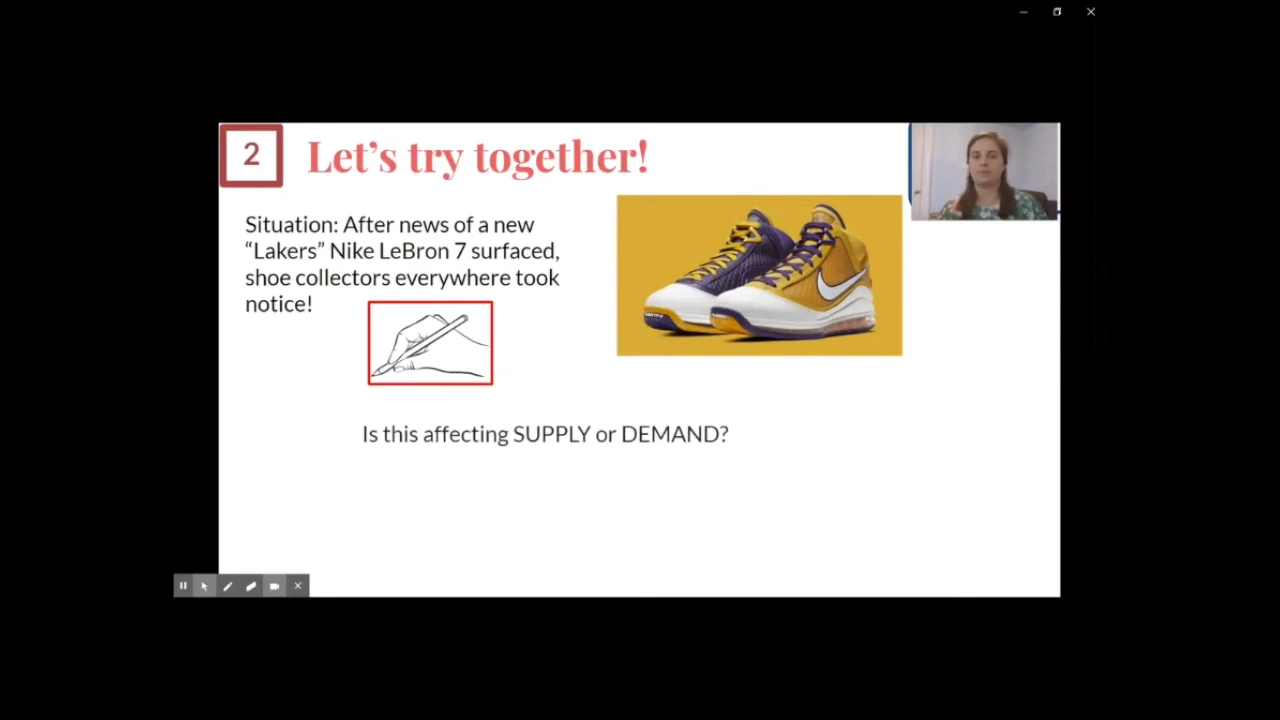 2
Let's try together!
Situation: After news of a new
“Lakers” Nike LeBron 7 surfaced,
shoe collectors everywhere took
notice!
Is this affecting SUPPLY or DEMAND?